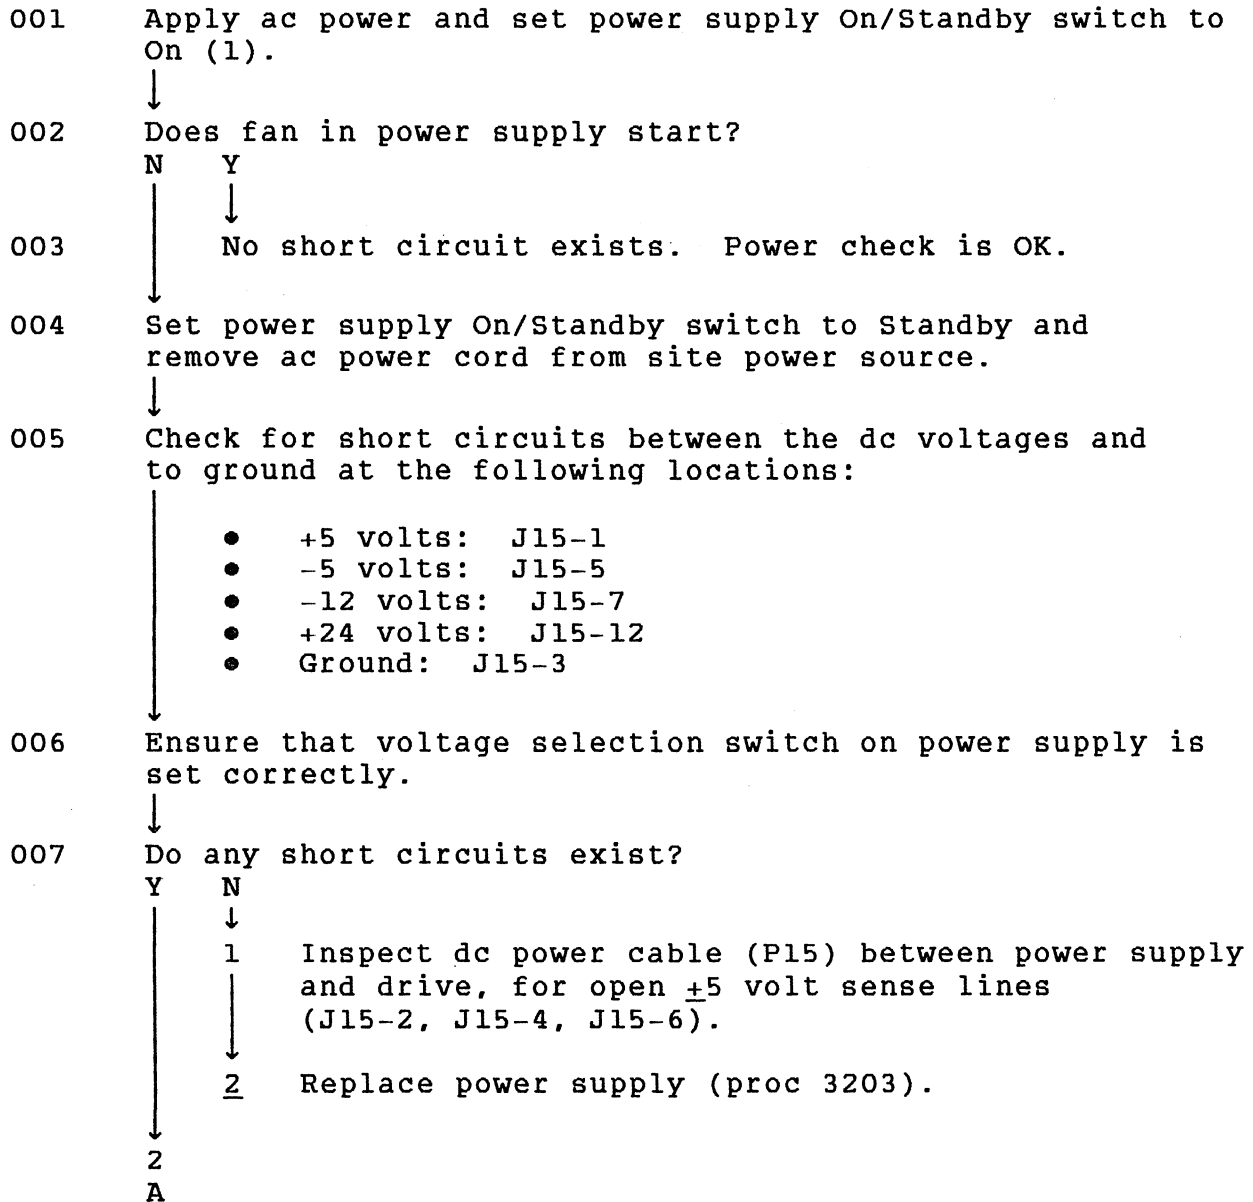 001 Apply ac power and set power supply On/Standby switch to
On (1).
002 Does fan in power supply start?
N Y
003 No short circuit exists. Power check is OK.
004 Set power supply On/Standby switch to Standby and
remove ac power cord from site power source.
005 Check for short circuits between the dc voltages and
to ground at the following locations:
● +5 volts: J15-1
● -5 volts: J15-5
● -12 volts: J15-7
● +24 volts: J15-12
● Ground: J15-3
006 Ensure that voltage selection switch on power supply is
set correctly.
007 Do any short circuits exist?
Y N
1 Inspect dc power cable (P15) between power supply
and drive, for open ±5 volt sense lines
(J15-2, J15-4, J15-6).
2 Replace power supply (proc 3203).
2
A